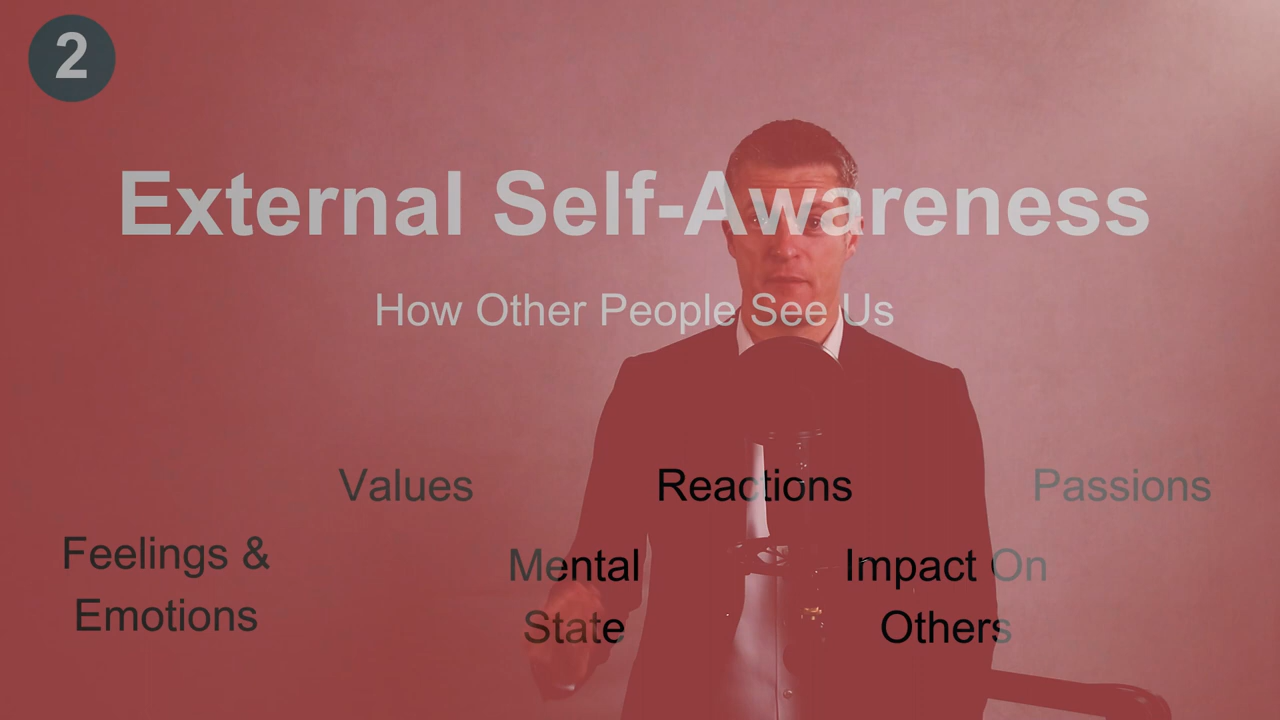 2
External Self-Awareness
How Other People See Us
Values
Reactions
Passions
Feelings &
Emotions
Mental
State
Impact On
Others